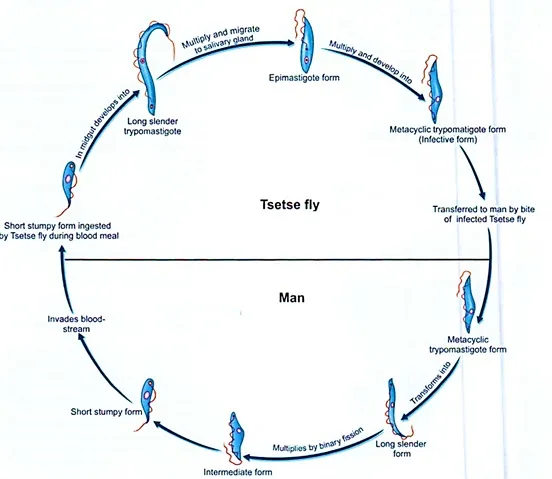 Multiply and migrate
to salivary gland
Epimastigote form
Multiply and develop into
Metacyclic trypomatigote form
(Infective form)
In midgut develops into
Long slender
trypomastigote
Short stumpy form ingested
by Tsetse fly during blood meal
Tsetse fly
Transferred to man by bite
of infected Tsetse fly
Man
Metacyclic
trypomastigote form
Transforms into
Long slender
form
Multiplies by binary fission
Intermediate form
Short stumpy form
Invades blood-
stream